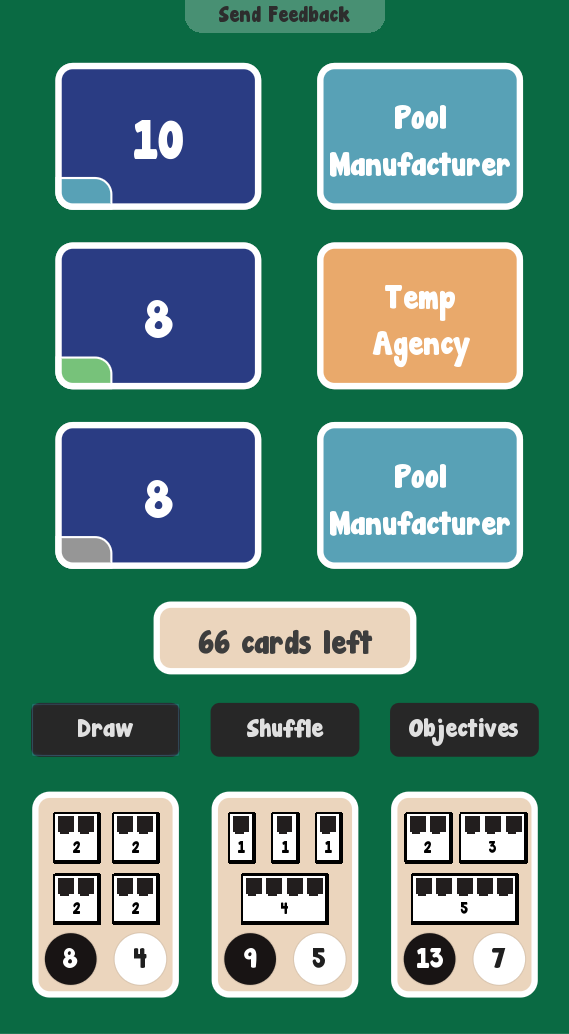 Send Feedback
10
Pool
Manufacturer
8
Temp
Agency
8
Pool
Manufacturer
66 cards left
Draw
Shuffle
Objectives
2 2
2 2
8 4
1 1 1
4
9 5
2 3
5
13 7